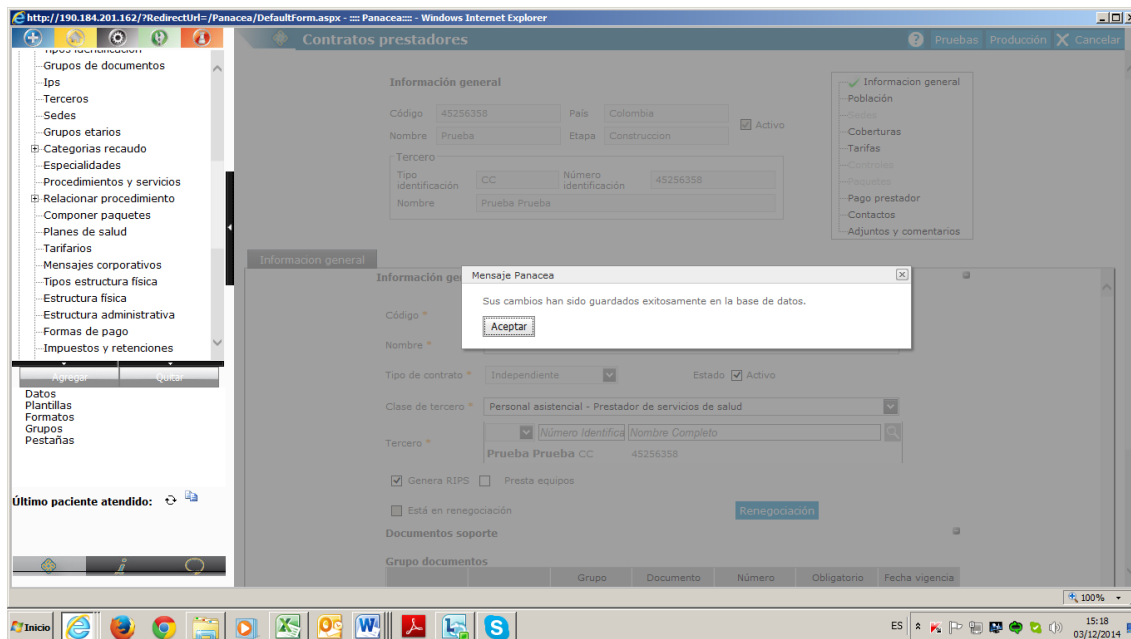 http://190.184.201.162/?RedirectUrl=/Panacea/DefaultForm.aspx - :::: Panacea:::: - Windows Internet Explorer
Contratos prestadores
Pruebas Producción Cancelar
Tipos identificación
Grupos de documentos
Ips
Terceros
Sedes
Grupos etarios
Categorias recaudo
Especialidades
Procedimientos y servicios
Relacionar procedimiento
Componer paquetes
Planes de salud
Tarifarios
Mensajes corporativos
Tipos estructura física
Estructura física
Estructura administrativa
Formas de pago
Impuestos y retenciones
Agregar Quitar
Datos
Plantillas
Formatos
Grupos
Pestañas
Último paciente atendido:
Información general
Código 45256358 País Colombia
Activo
Nombre Prueba Etapa Construccion
Tercero
Tipo identificación CC Número identificación 45256358
Nombre Prueba Prueba
Informacion general
Población
Sedes
Coberturas
Tarifas
Controles
Paquetes
Pago prestador
Contactos
Adjuntos y comentarios
Informacion general
Información ge
Mensaje Panacea
Sus cambios han sido guardados exitosamente en la base de datos.
Aceptar
Código *
Nombre *
Tipo de contrato * Independiente Estado Activo
Clase de tercero * Personal asistencial - Prestador de servicios de salud
Tercero * Número Identifica Nombre Completo
Prueba Prueba CC 45256358
Genera RIPS Presta equipos
Está en renegociación Renegociación
Documentos soporte
Grupo documentos
Grupo Documento Número Obligatorio Fecha vigencia
100%
Inicio
ES
15:18
03/12/2014